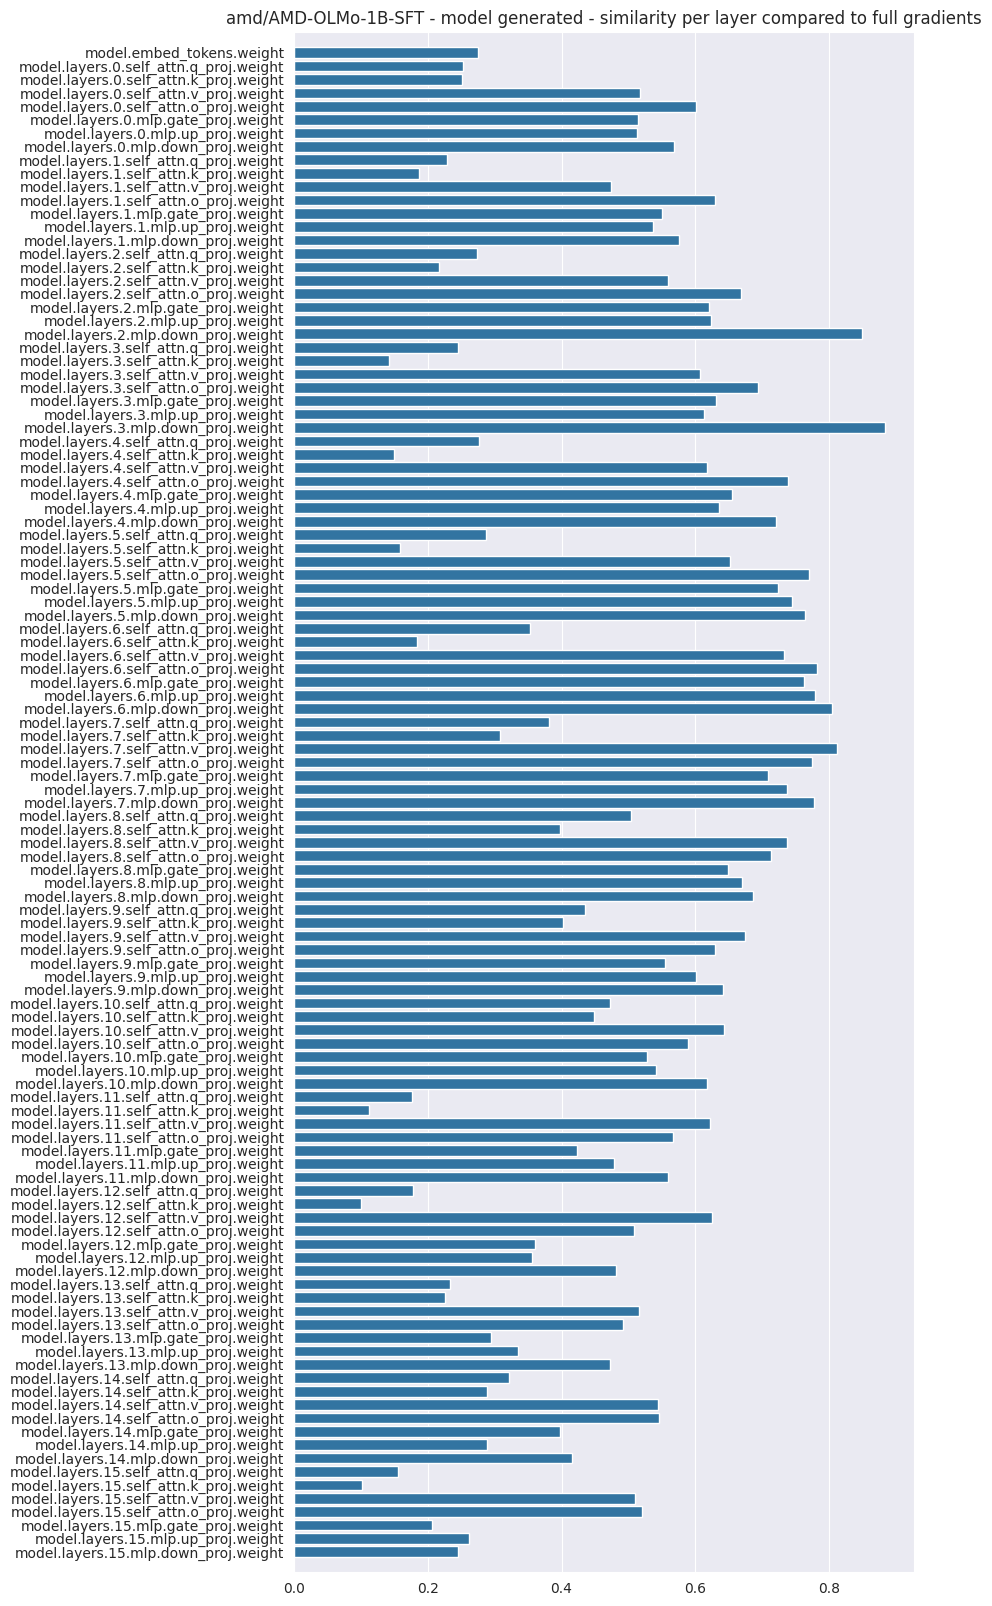 amd/AMD-OLMo-1B-SFT - model generated - similarity per layer compared to full gradients
model.embed_tokens.weight
model.layers.0.self_attn.q_proj.weight
model.layers.0.self_attn.k_proj.weight
model.layers.0.self_attn.v_proj.weight
model.layers.0.self_attn.o_proj.weight
model.layers.0.mlp.gate_proj.weight
model.layers.0.mlp.up_proj.weight
model.layers.0.mlp.down_proj.weight
model.layers.1.self_attn.q_proj.weight
model.layers.1.self_attn.k_proj.weight
model.layers.1.self_attn.v_proj.weight
model.layers.1.self_attn.o_proj.weight
model.layers.1.mlp.gate_proj.weight
model.layers.1.mlp.up_proj.weight
model.layers.1.mlp.down_proj.weight
model.layers.2.self_attn.q_proj.weight
model.layers.2.self_attn.k_proj.weight
model.layers.2.self_attn.v_proj.weight
model.layers.2.self_attn.o_proj.weight
model.layers.2.mlp.gate_proj.weight
model.layers.2.mlp.up_proj.weight
model.layers.2.mlp.down_proj.weight
model.layers.3.self_attn.q_proj.weight
model.layers.3.self_attn.k_proj.weight
model.layers.3.self_attn.v_proj.weight
model.layers.3.self_attn.o_proj.weight
model.layers.3.mlp.gate_proj.weight
model.layers.3.mlp.up_proj.weight
model.layers.3.mlp.down_proj.weight
model.layers.4.self_attn.q_proj.weight
model.layers.4.self_attn.k_proj.weight
model.layers.4.self_attn.v_proj.weight
model.layers.4.self_attn.o_proj.weight
model.layers.4.mlp.gate_proj.weight
model.layers.4.mlp.up_proj.weight
model.layers.4.mlp.down_proj.weight
model.layers.5.self_attn.q_proj.weight
model.layers.5.self_attn.k_proj.weight
model.layers.5.self_attn.v_proj.weight
model.layers.5.self_attn.o_proj.weight
model.layers.5.mlp.gate_proj.weight
model.layers.5.mlp.up_proj.weight
model.layers.5.mlp.down_proj.weight
model.layers.6.self_attn.q_proj.weight
model.layers.6.self_attn.k_proj.weight
model.layers.6.self_attn.v_proj.weight
model.layers.6.self_attn.o_proj.weight
model.layers.6.mlp.gate_proj.weight
model.layers.6.mlp.up_proj.weight
model.layers.6.mlp.down_proj.weight
model.layers.7.self_attn.q_proj.weight
model.layers.7.self_attn.k_proj.weight
model.layers.7.self_attn.v_proj.weight
model.layers.7.self_attn.o_proj.weight
model.layers.7.mlp.gate_proj.weight
model.layers.7.mlp.up_proj.weight
model.layers.7.mlp.down_proj.weight
model.layers.8.self_attn.q_proj.weight
model.layers.8.self_attn.k_proj.weight
model.layers.8.self_attn.v_proj.weight
model.layers.8.self_attn.o_proj.weight
model.layers.8.mlp.gate_proj.weight
model.layers.8.mlp.up_proj.weight
model.layers.8.mlp.down_proj.weight
model.layers.9.self_attn.q_proj.weight
model.layers.9.self_attn.k_proj.weight
model.layers.9.self_attn.v_proj.weight
model.layers.9.self_attn.o_proj.weight
model.layers.9.mlp.gate_proj.weight
model.layers.9.mlp.up_proj.weight
model.layers.9.mlp.down_proj.weight
model.layers.10.self_attn.q_proj.weight
model.layers.10.self_attn.k_proj.weight
model.layers.10.self_attn.v_proj.weight
model.layers.10.self_attn.o_proj.weight
model.layers.10.mlp.gate_proj.weight
model.layers.10.mlp.up_proj.weight
model.layers.10.mlp.down_proj.weight
model.layers.11.self_attn.q_proj.weight
model.layers.11.self_attn.k_proj.weight
model.layers.11.self_attn.v_proj.weight
model.layers.11.self_attn.o_proj.weight
model.layers.11.mlp.gate_proj.weight
model.layers.11.mlp.up_proj.weight
model.layers.11.mlp.down_proj.weight
model.layers.12.self_attn.q_proj.weight
model.layers.12.self_attn.k_proj.weight
model.layers.12.self_attn.v_proj.weight
model.layers.12.self_attn.o_proj.weight
model.layers.12.mlp.gate_proj.weight
model.layers.12.mlp.up_proj.weight
model.layers.12.mlp.down_proj.weight
model.layers.13.self_attn.q_proj.weight
model.layers.13.self_attn.k_proj.weight
model.layers.13.self_attn.v_proj.weight
model.layers.13.self_attn.o_proj.weight
model.layers.13.mlp.gate_proj.weight
model.layers.13.mlp.up_proj.weight
model.layers.13.mlp.down_proj.weight
model.layers.14.self_attn.q_proj.weight
model.layers.14.self_attn.k_proj.weight
model.layers.14.self_attn.v_proj.weight
model.layers.14.self_attn.o_proj.weight
model.layers.14.mlp.gate_proj.weight
model.layers.14.mlp.up_proj.weight
model.layers.14.mlp.down_proj.weight
model.layers.15.self_attn.q_proj.weight
model.layers.15.self_attn.k_proj.weight
model.layers.15.self_attn.v_proj.weight
model.layers.15.self_attn.o_proj.weight
model.layers.15.mlp.gate_proj.weight
model.layers.15.mlp.up_proj.weight
model.layers.15.mlp.down_proj.weight
0.0 0.2 0.4 0.6 0.8